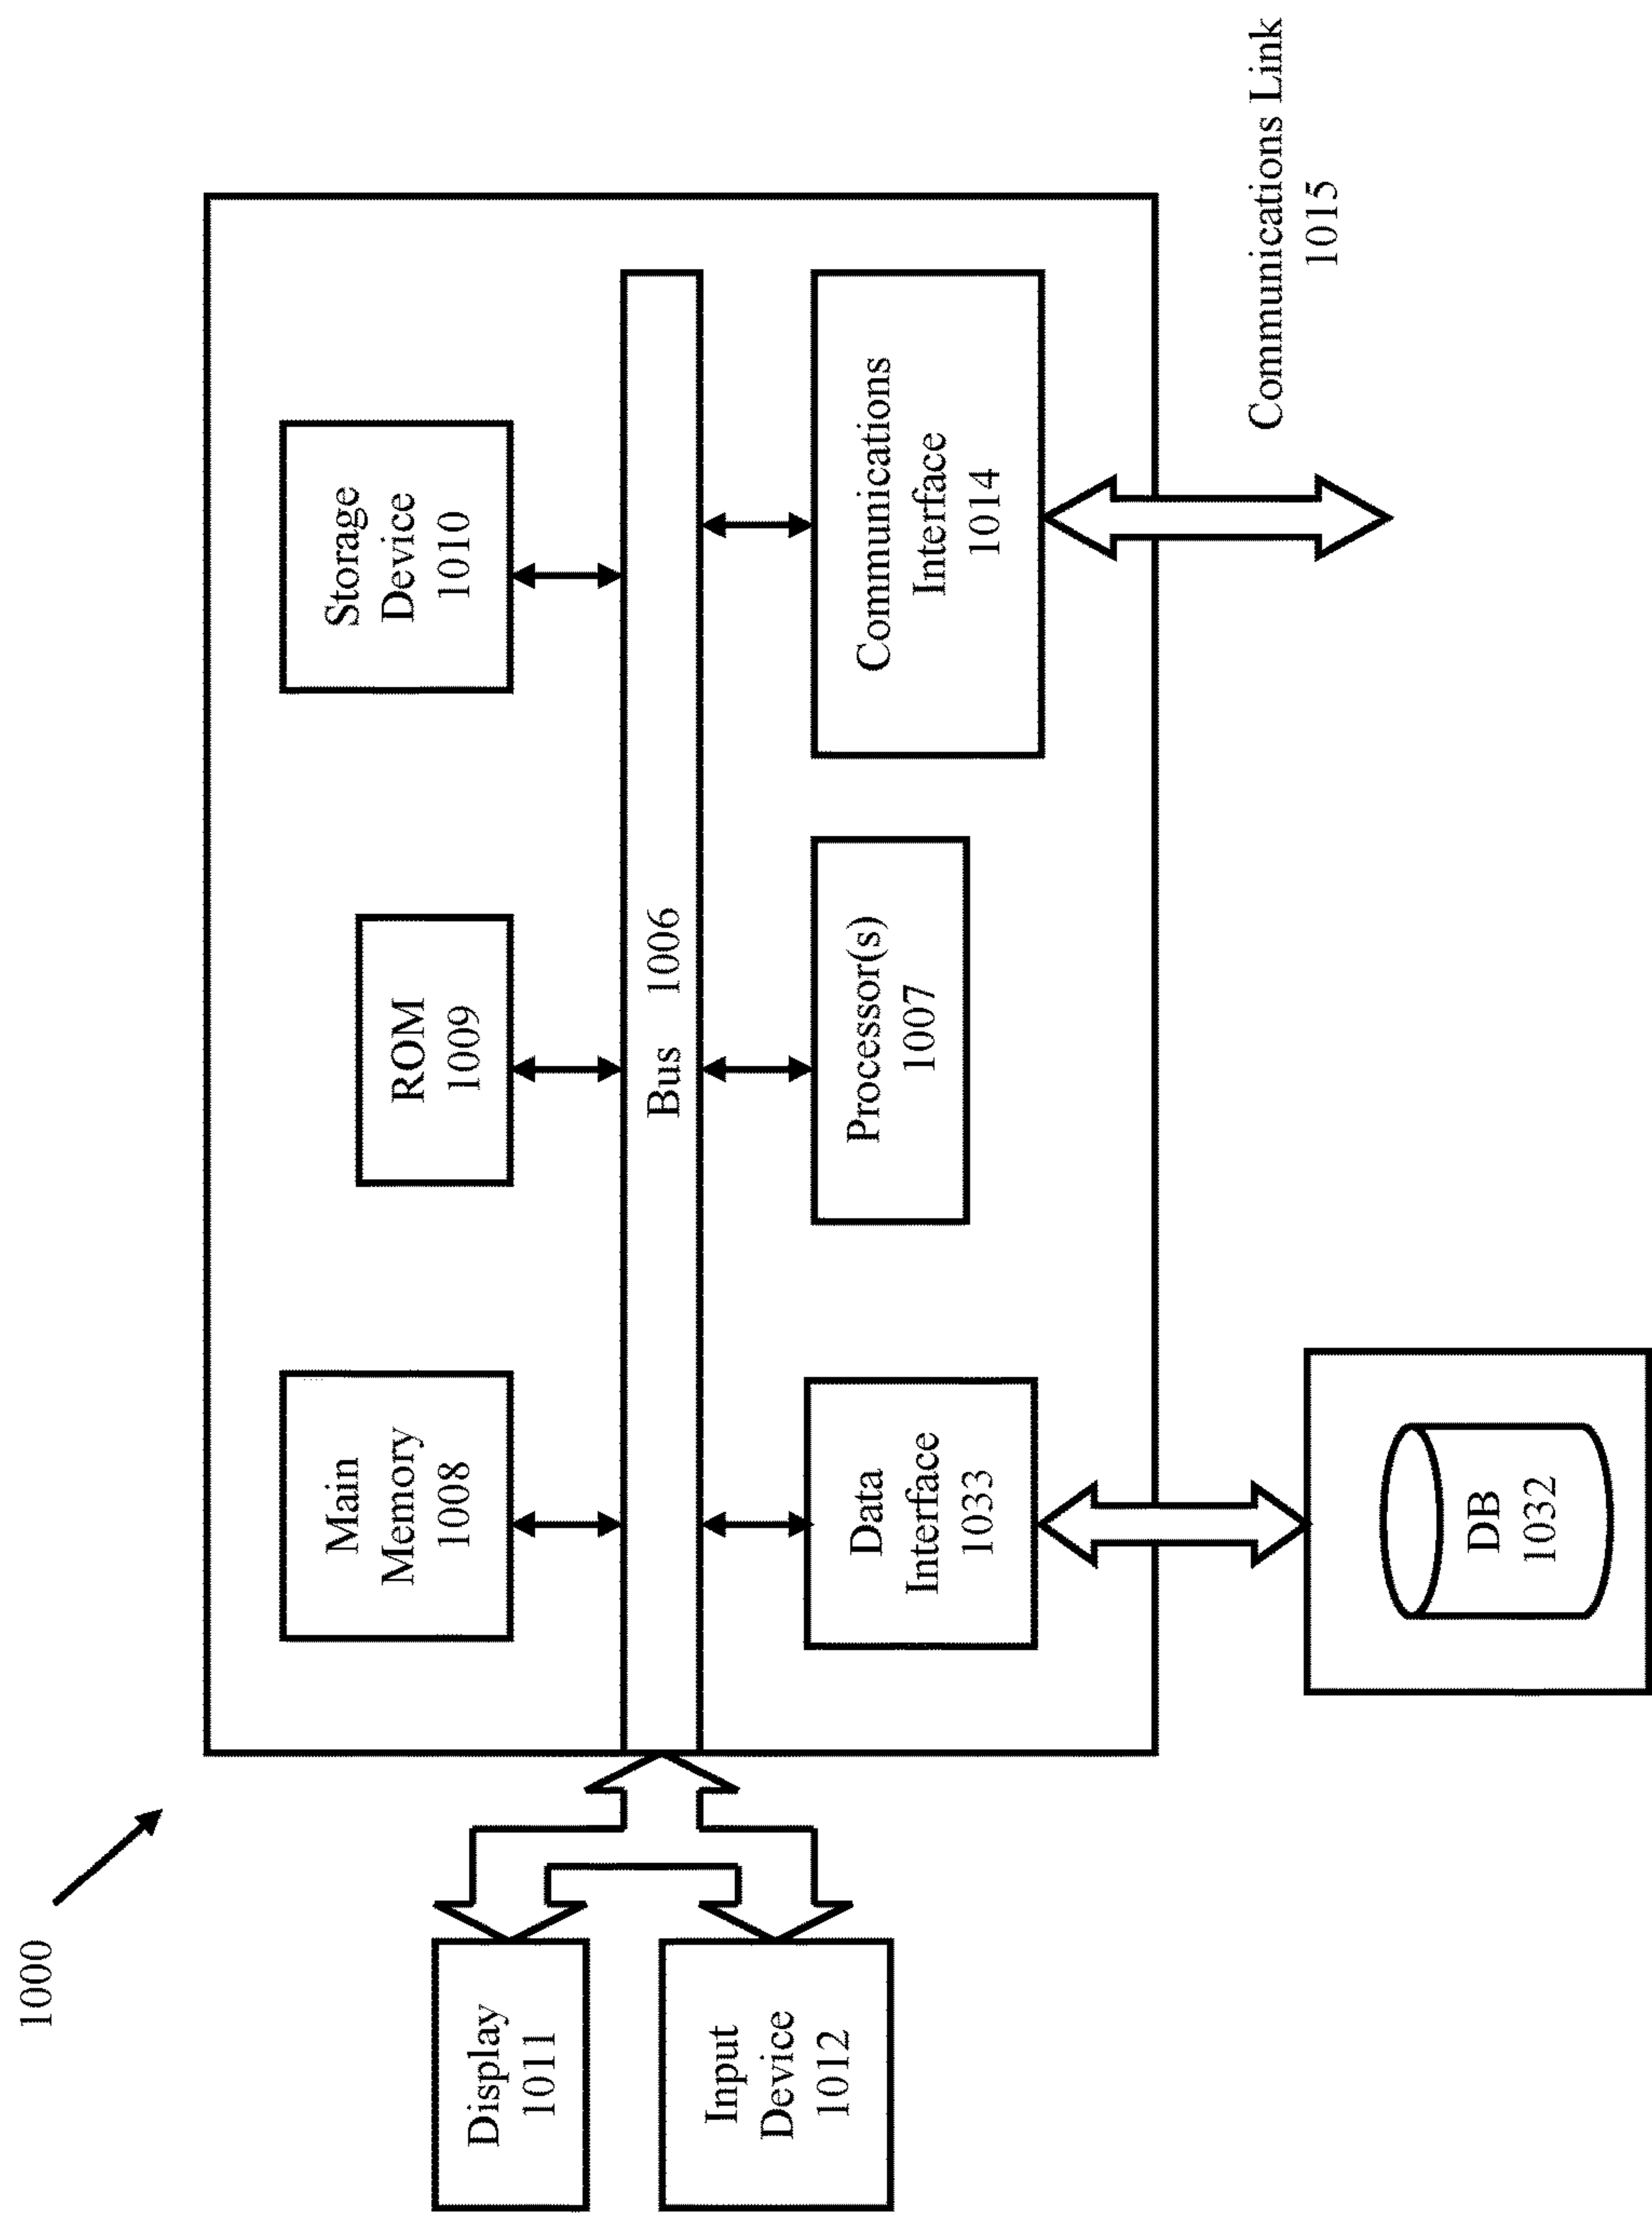 1000
Main
Memory
1008
ROM
1009
Storage
Device
1010
Display
1011
Bus 1006
Input
Device
1012
Data
Interface
1033
Processor(s)
1007
Communications
Interface
1014
Communications Link
1015
DB
1032